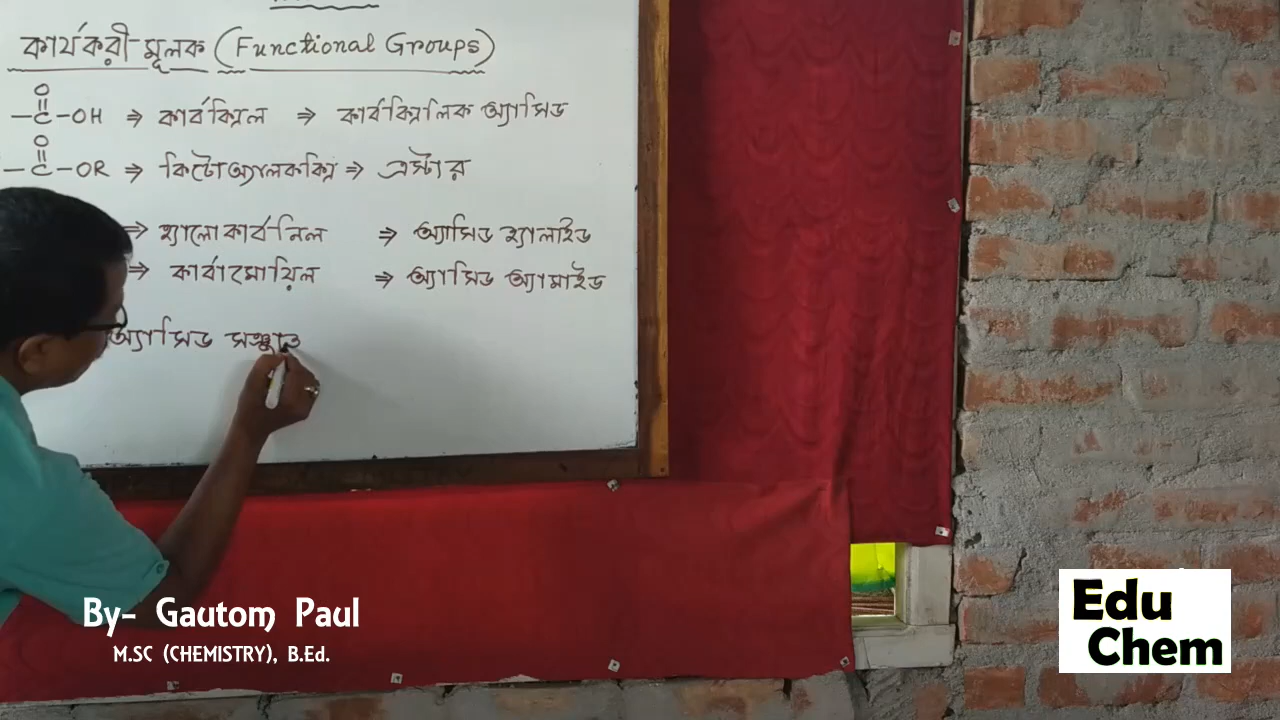 কার্যকরী মূলক (Functional Groups)
O
—C—OH ⇒ কার্বক্সিল ⇒ কার্বক্সিলিক অ্যাসিড
O
—C—OR ⇒ কিটোঅ্যালকক্সি ⇒ এস্টার
⇒ হ্যালো কার্বনিল ⇒ অ্যাসিড হ্যালাইড
⇒ কার্বামোয়িল ⇒ অ্যাসিড অ্যামাইড
অ্যাসিড সঞ্জাত
By- Gautom Paul
M.SC (CHEMISTRY), B.Ed.
Edu
Chem